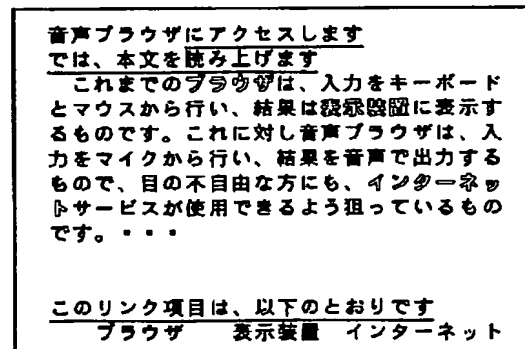 音声ブラウザにアクセスします
では、本文を読み上げます
これまでのブラウザは、入力をキーボード
とマウスから行い、結果は表示装置に表示す
るものです。これに対し音声ブラウザは、入
力をマイクから行い、結果を音声で出力する
もので、目の不自由な方にも、インターネッ
トサービスが使用できるよう狙っているもの
です。・・・
このリンク項目は、以下のとおりです
ブラウザ 表示装置 インターネット